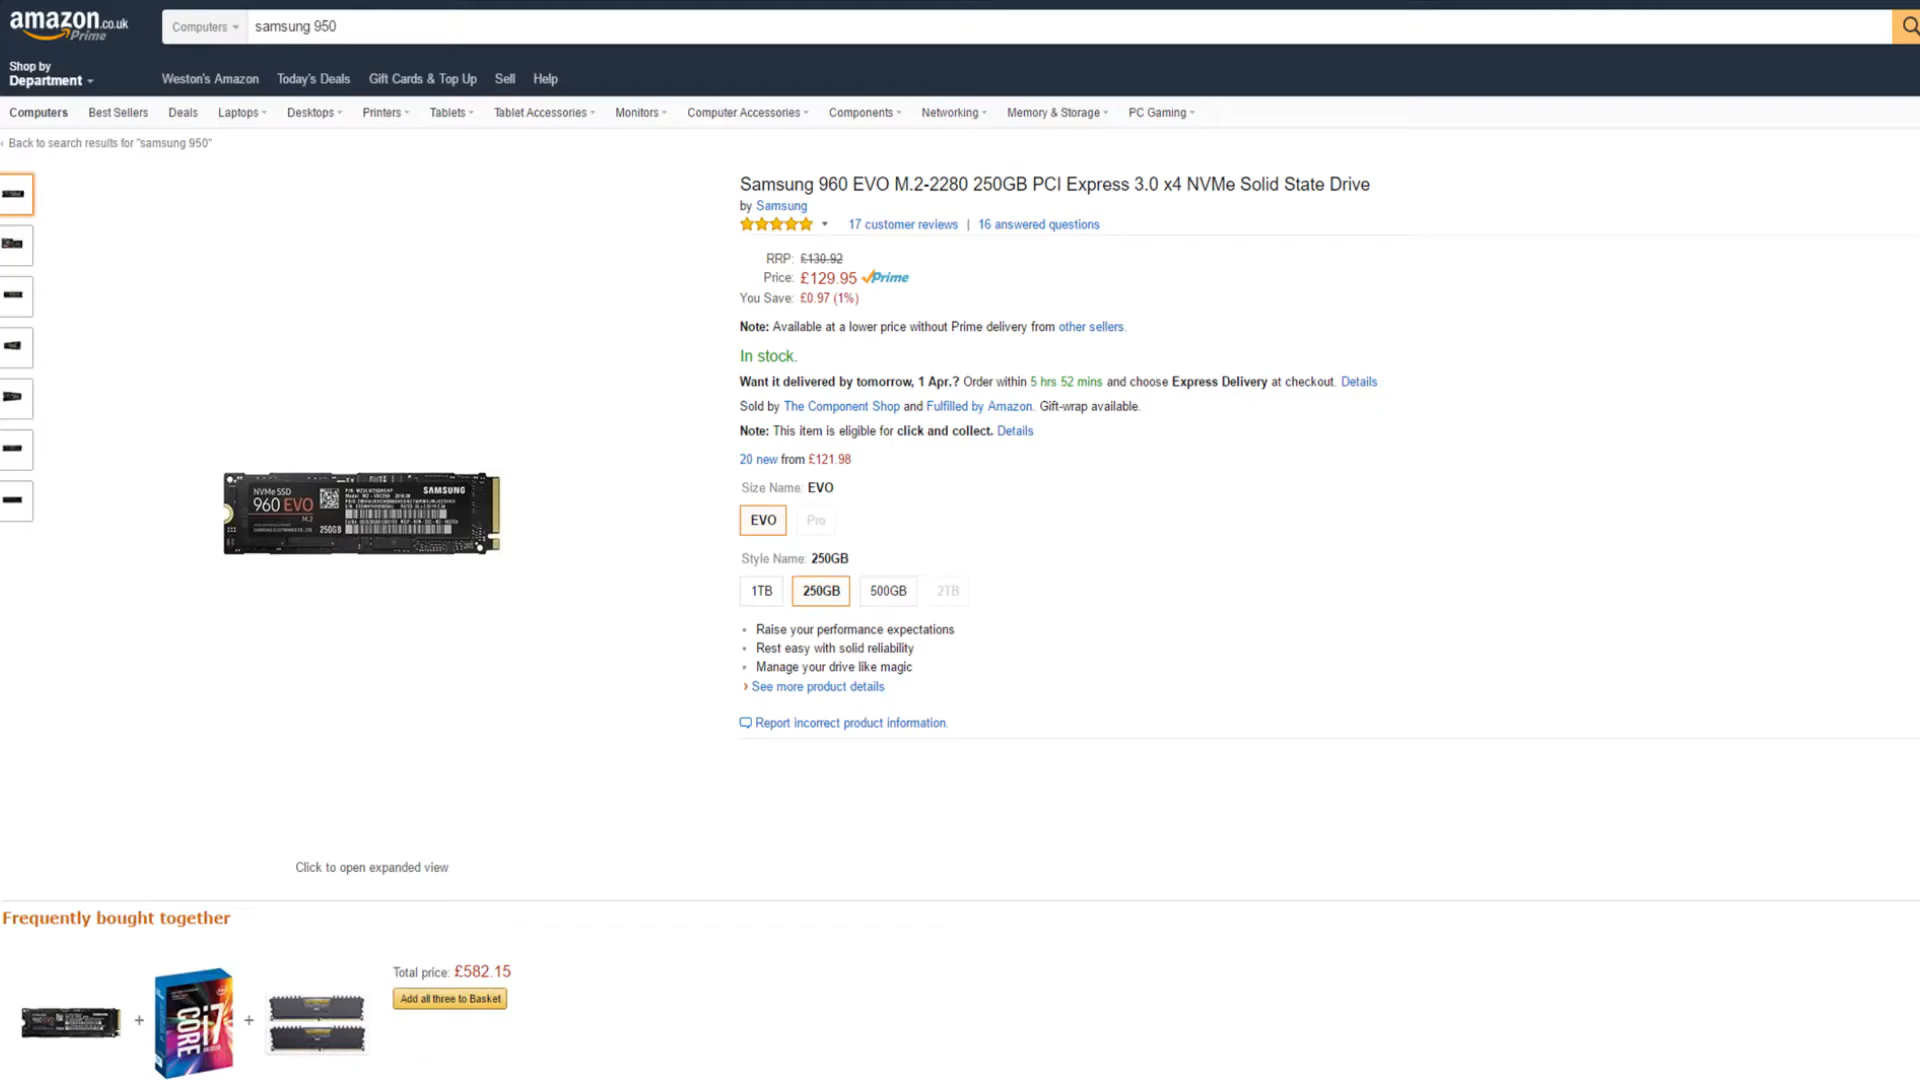 amazon.co.uk
Prime
Computers
samsung 950
Shop by
Department
Weston's Amazon Today's Deals Gift Cards & Top Up Sell Help
Computers Best Sellers Deals Laptops Desktops Printers Tablets Tablet Accessories Monitors Computer Accessories Components Networking Memory & Storage PC Gaming
‹ Back to search results for "samsung 950"
Samsung 960 EVO M.2-2280 250GB PCI Express 3.0 x4 NVMe Solid State Drive
by Samsung
17 customer reviews | 16 answered questions
RRP: £130.92
Price: £129.95 Prime
You Save: £0.97 (1%)
Note: Available at a lower price without Prime delivery from other sellers.
In stock.
Want it delivered by tomorrow, 1 Apr.? Order within 5 hrs 52 mins and choose Express Delivery at checkout. Details
Sold by The Component Shop and Fulfilled by Amazon. Gift-wrap available.
Note: This item is eligible for click and collect. Details
20 new from £121.98
Size Name: EVO
EVO Pro
Style Name: 250GB
1TB 250GB 500GB 2TB
• Raise your performance expectations
• Rest easy with solid reliability
• Manage your drive like magic
› See more product details
Report incorrect product information.
NVMe SSD
960 EVO
M.2
SAMSUNG
250GB
Click to open expanded view
Frequently bought together
Total price: £582.15
Add all three to Basket
+ +
CORE i7